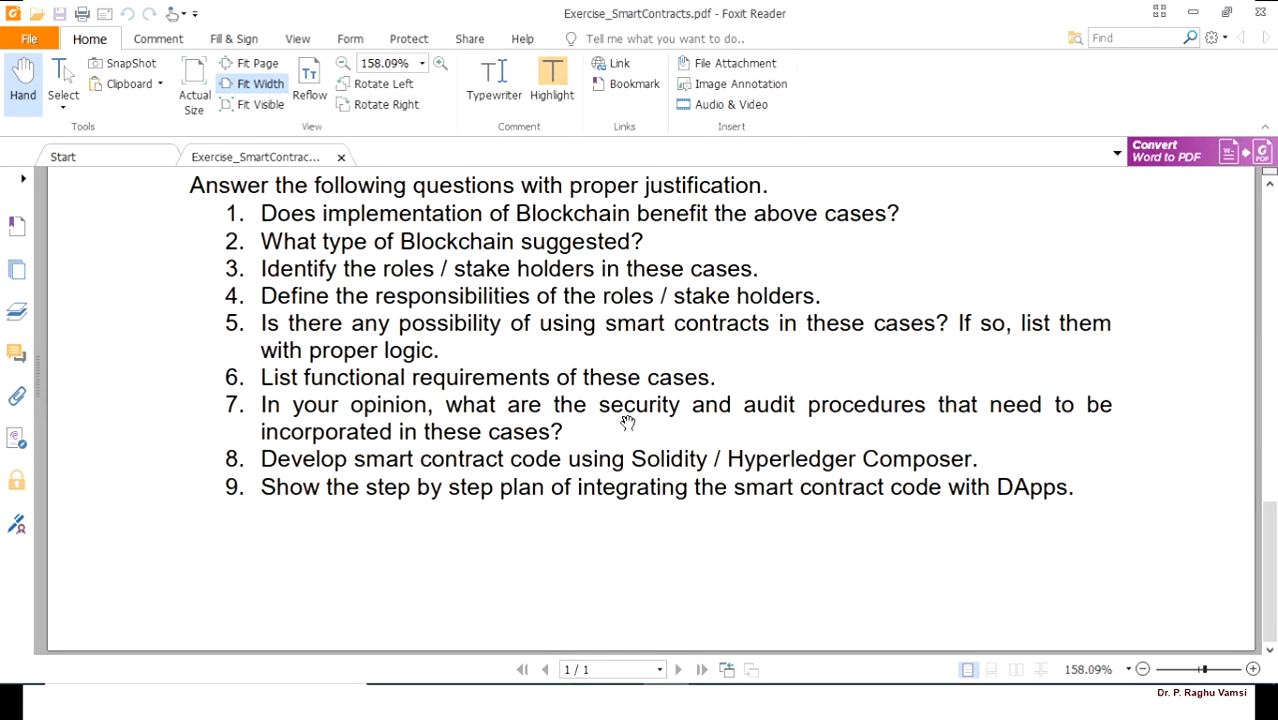 Exercise_SmartContracts.pdf - Foxit Reader
File Home Comment Fill & Sign View Form Protect Share Help Tell me what you want to do.. Find
Hand Select SnapShot Clipboard Actual Size Fit Page Fit Width Fit Visible Reflow 158.09% Rotate Left Rotate Right Typewriter Highlight Link Bookmark File Attachment Image Annotation Audio & Video
Tools View Comment Links Insert
Start Exercise_SmartContrac... Convert
Word to PDF
Answer the following questions with proper justification.
1. Does implementation of Blockchain benefit the above cases?
2. What type of Blockchain suggested?
3. Identify the roles / stake holders in these cases.
4. Define the responsibilities of the roles / stake holders.
5. Is there any possibility of using smart contracts in these cases? If so, list them
with proper logic.
6. List functional requirements of these cases.
7. In your opinion, what are the security and audit procedures that need to be
incorporated in these cases?
8. Develop smart contract code using Solidity / Hyperledger Composer.
9. Show the step by step plan of integrating the smart contract code with DApps.
1 / 1 158.09%
Dr. P. Raghu Vamsi